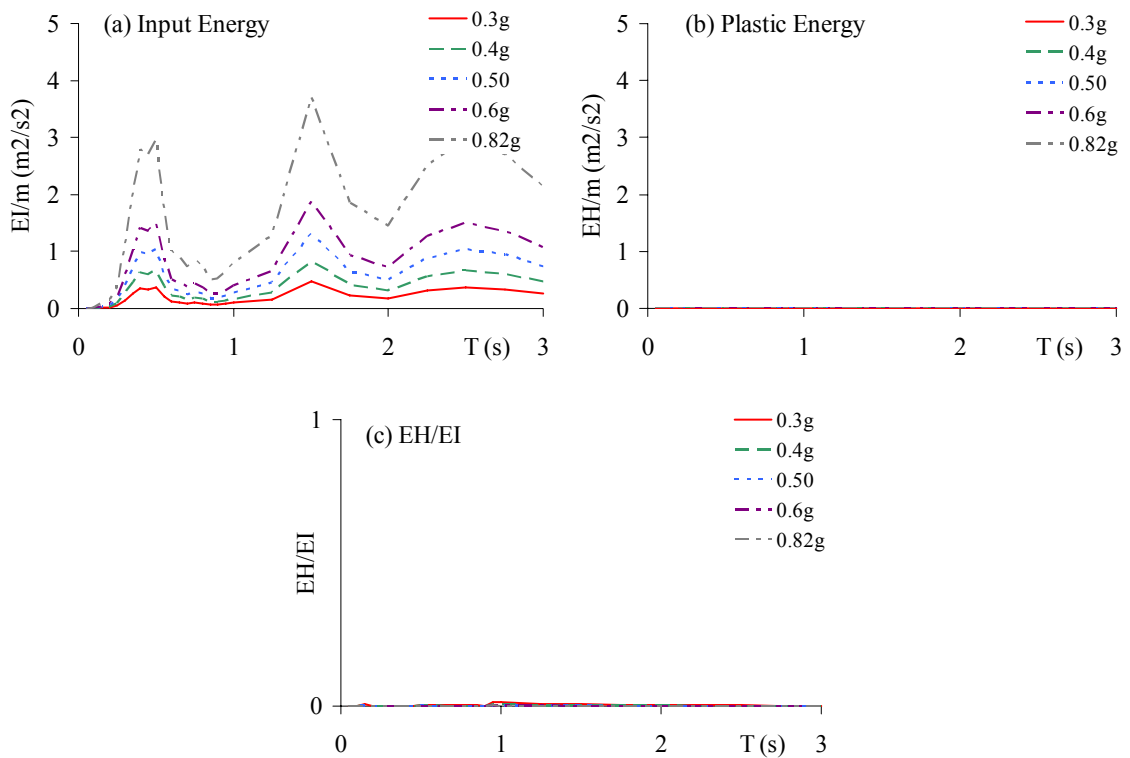 (a) Input Energy
EI/m (m2/s2)
5
4
3
2
1
0
0 1 2 T (s) 3
0.3g
0.4g
0.50
0.6g
0.82g
(b) Plastic Energy
EH/m (m2/s2)
5
4
3
2
1
0
0 1 2 T (s) 3
0.3g
0.4g
0.50
0.6g
0.82g
(c) EH/EI
EH/EI
1
0
0 1 2 T (s) 3
0.3g
0.4g
0.50
0.6g
0.82g